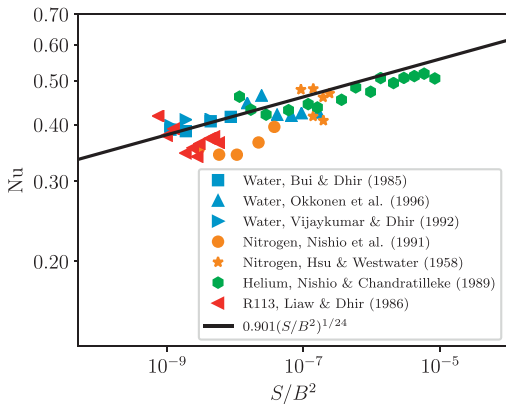 0.70
0.60
0.50
0.40
0.30
0.20
Nu
Water, Bui & Dhir (1985)
Water, Okkonen et al. (1996)
Water, Vijaykumar & Dhir (1992)
Nitrogen, Nishio et al. (1991)
Nitrogen, Hsu & Westwater (1958)
Helium, Nishio & Chandratilleke (1989)
R113, Liaw & Dhir (1986)
0.901(S/B²)^{1/24}
10⁻⁹ 10⁻⁷ 10⁻⁵
S/B²